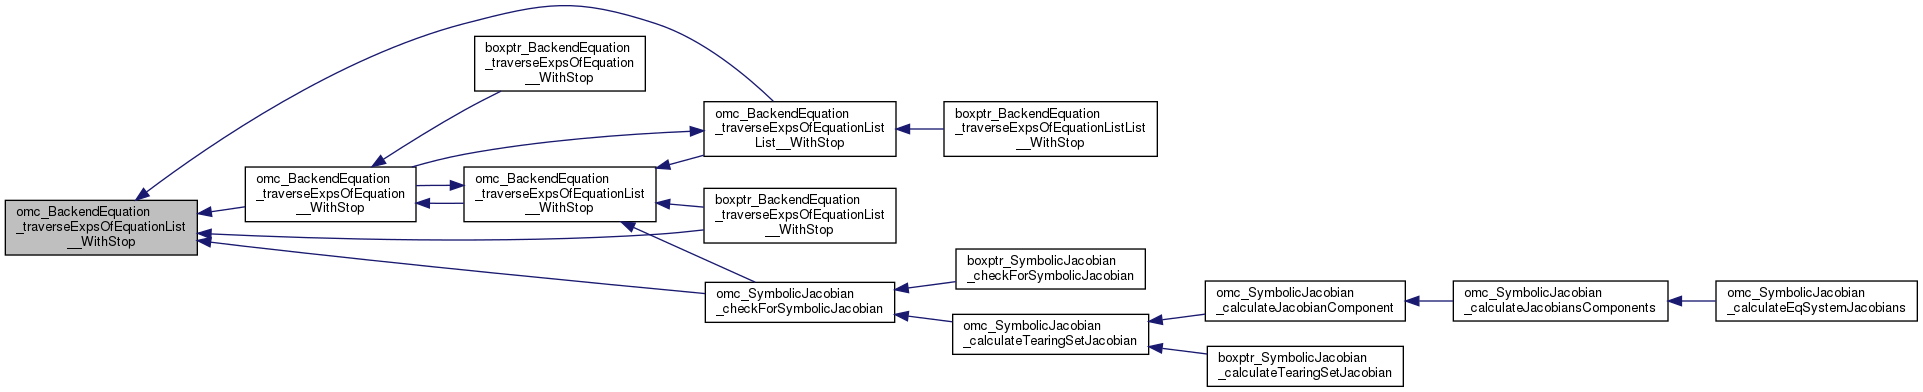 omc_BackendEquation
_traverseExpsOfEquationList
__WithStop
omc_BackendEquation
_traverseExpsOfEquation
__WithStop
boxptr_BackendEquation
_traverseExpsOfEquation
__WithStop
omc_BackendEquation
_traverseExpsOfEquationList
__WithStop
omc_BackendEquation
_traverseExpsOfEquationList
List__WithStop
boxptr_BackendEquation
_traverseExpsOfEquationListList
__WithStop
boxptr_BackendEquation
_traverseExpsOfEquationList
__WithStop
omc_SymbolicJacobian
_checkForSymbolicJacobian
boxptr_SymbolicJacobian
_checkForSymbolicJacobian
omc_SymbolicJacobian
_calculateTearingSetJacobian
omc_SymbolicJacobian
_calculateJacobianComponent
boxptr_SymbolicJacobian
_calculateTearingSetJacobian
omc_SymbolicJacobian
_calculateJacobiansComponents
omc_SymbolicJacobian
_calculateEqSystemJacobians